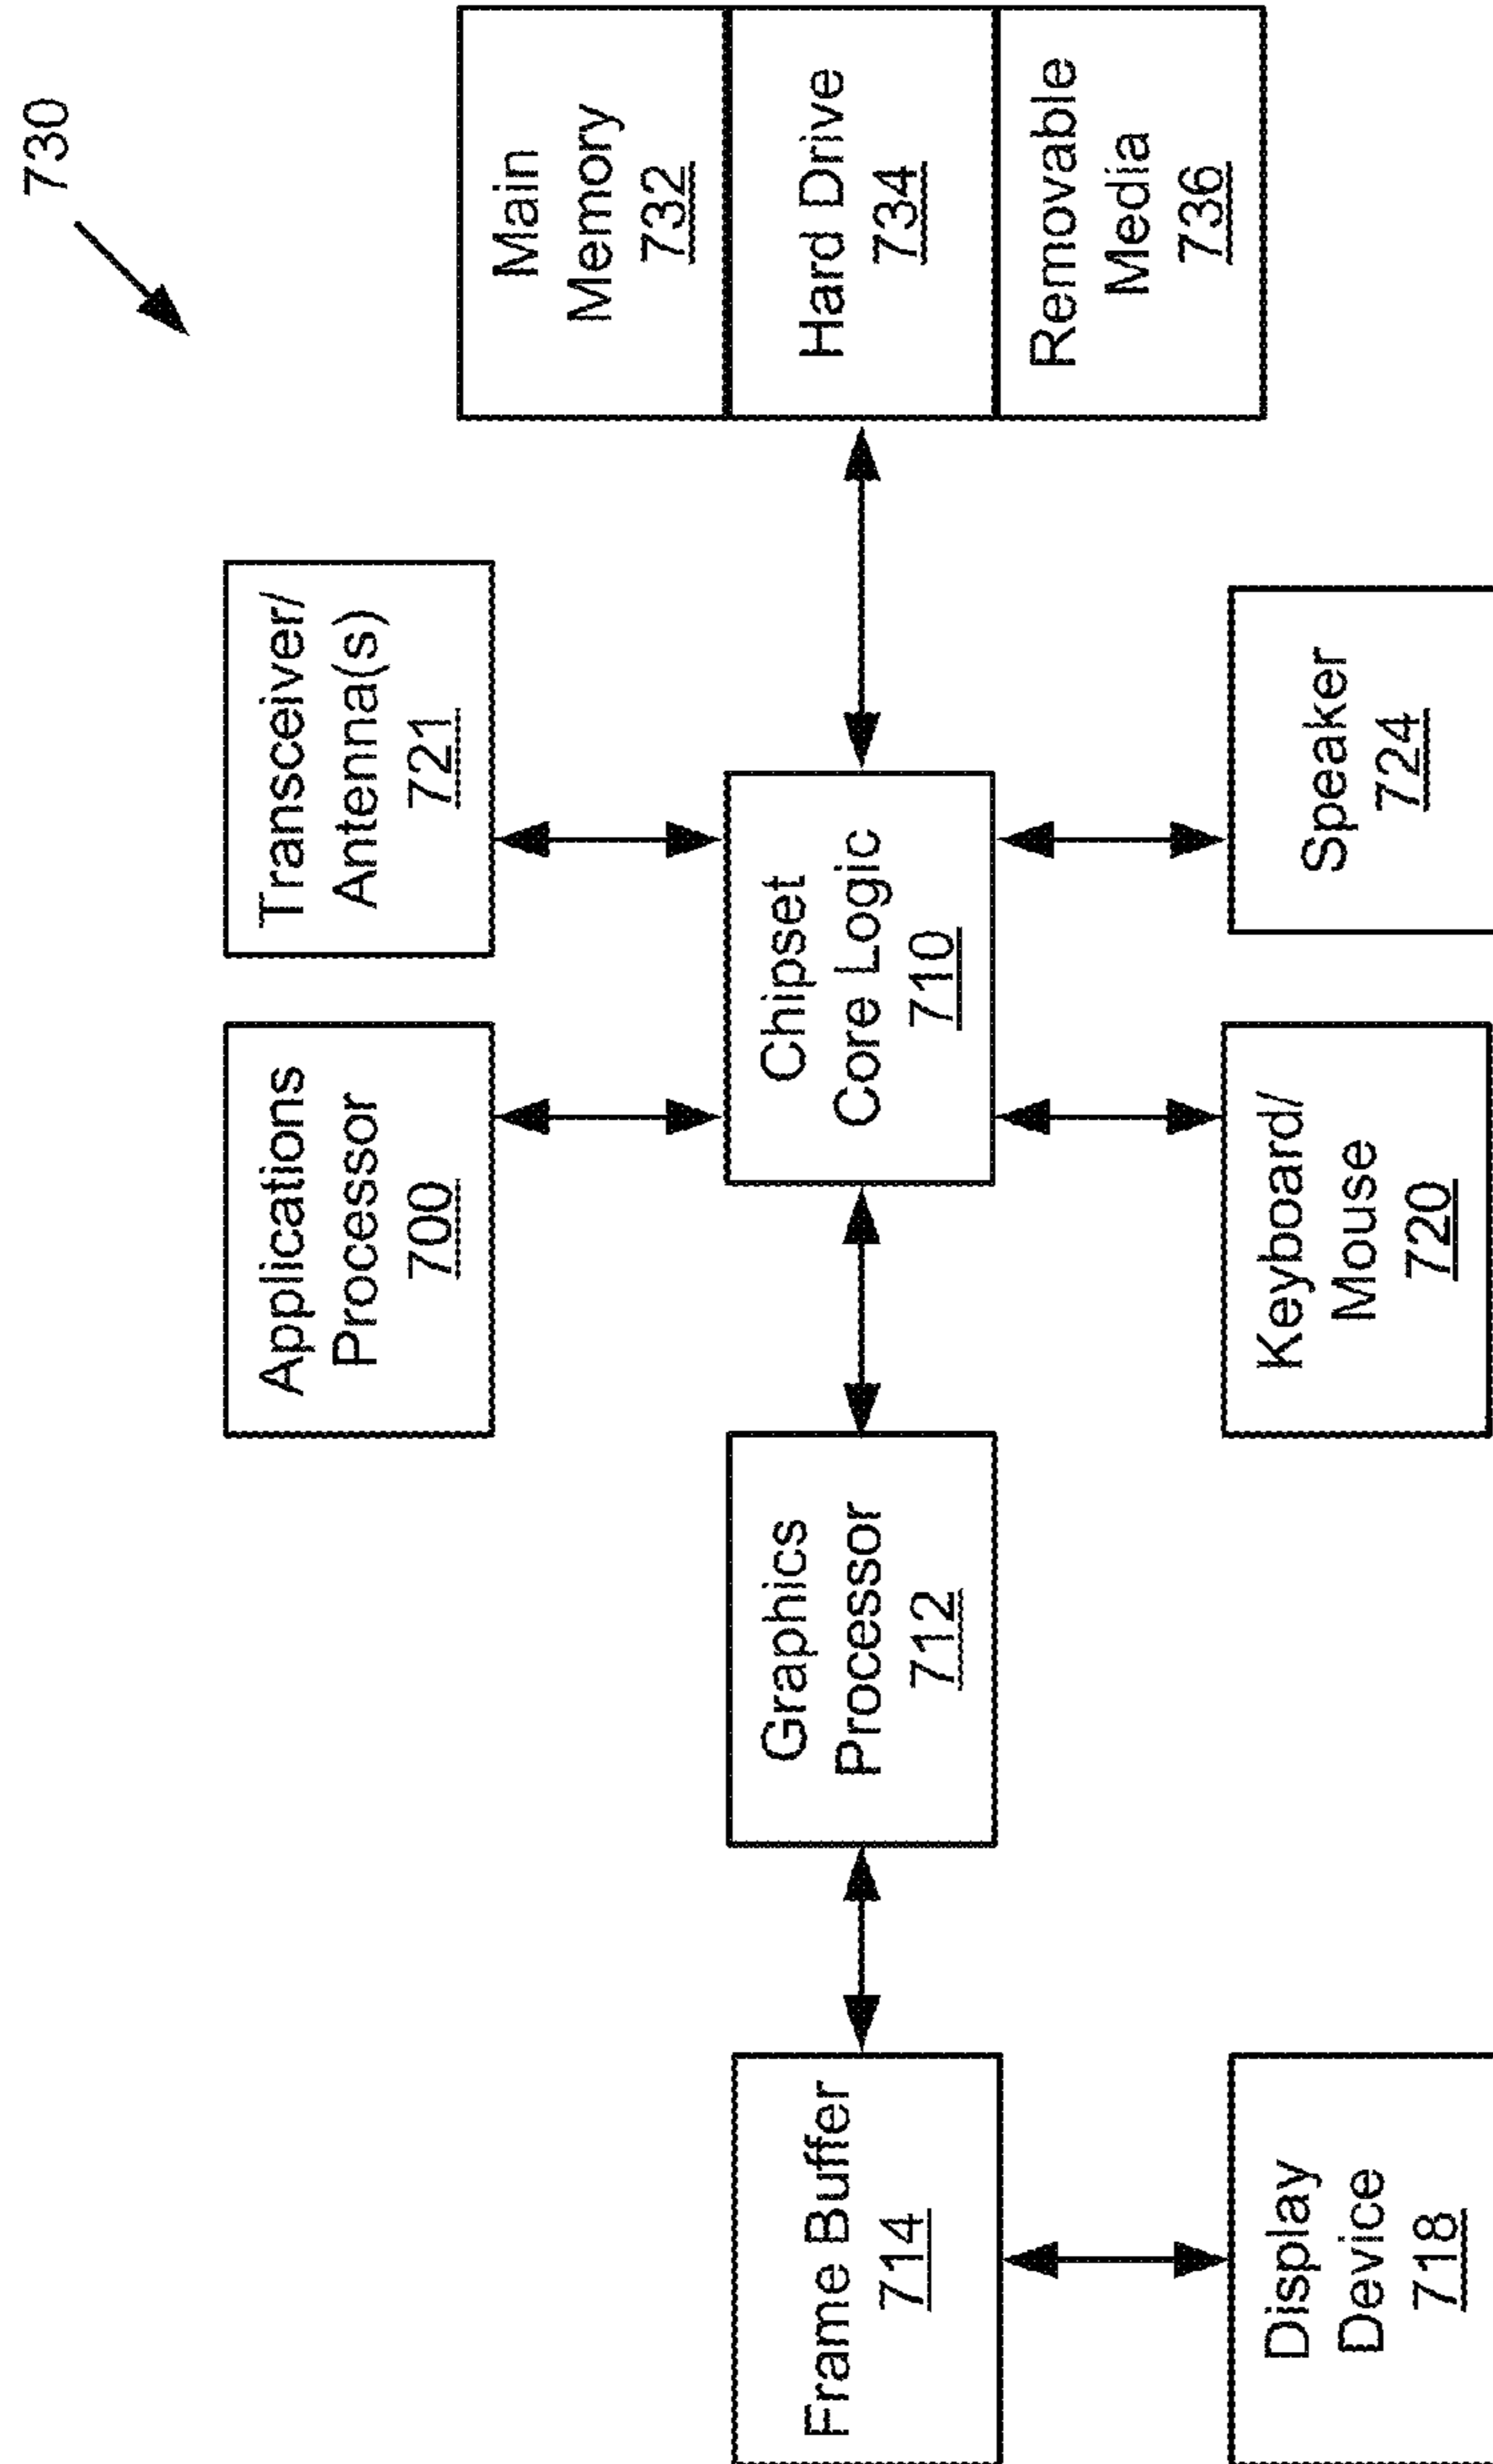 730
Applications
Processor
700
Transceiver/
Antenna(s)
721
Main
Memory
732
Frame Buffer
714
Graphics
Processor
712
Chipset
Core Logic
710
Hard Drive
734
Removable
Media
736
Display
Device
718
Keyboard/
Mouse
720
Speaker
724